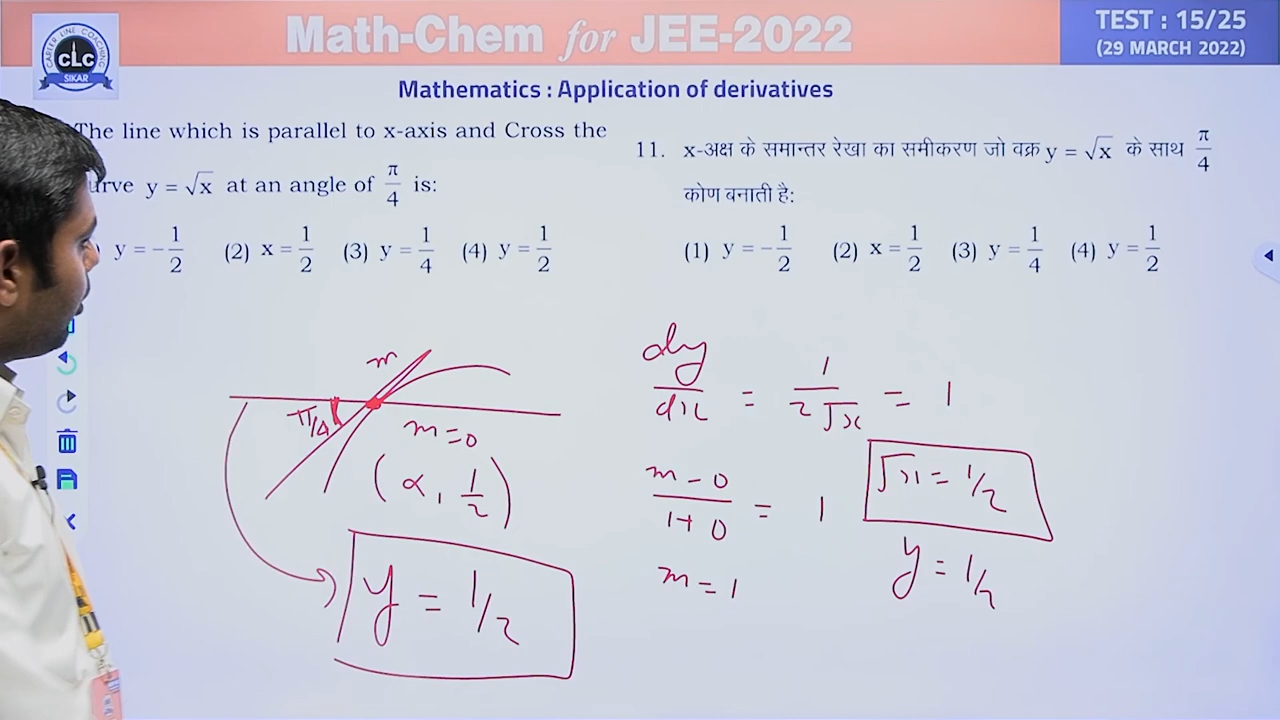 CAREER LINE COACHING
CLC
SIKAR
Math-Chem for JEE-2022
TEST : 15/25
(29 MARCH 2022)
Mathematics : Application of derivatives
The line which is parallel to x-axis and Cross the
urve y = √x at an angle of π/4 is:
) y = -1/2 (2) x = 1/2 (3) y = 1/4 (4) y = 1/2
11. x-अक्ष के समान्तर रेखा का समीकरण जो वक्र y = √x के साथ π/4
कोण बनाती है:
(1) y = -1/2 (2) x = 1/2 (3) y = 1/4 (4) y = 1/2
m
π/4
m=0
(α, 1/2)
y = 1/2
dy/dx = 1/2√x = 1
m-0/1+0 = 1
m=1
√x = 1/2
y = 1/2